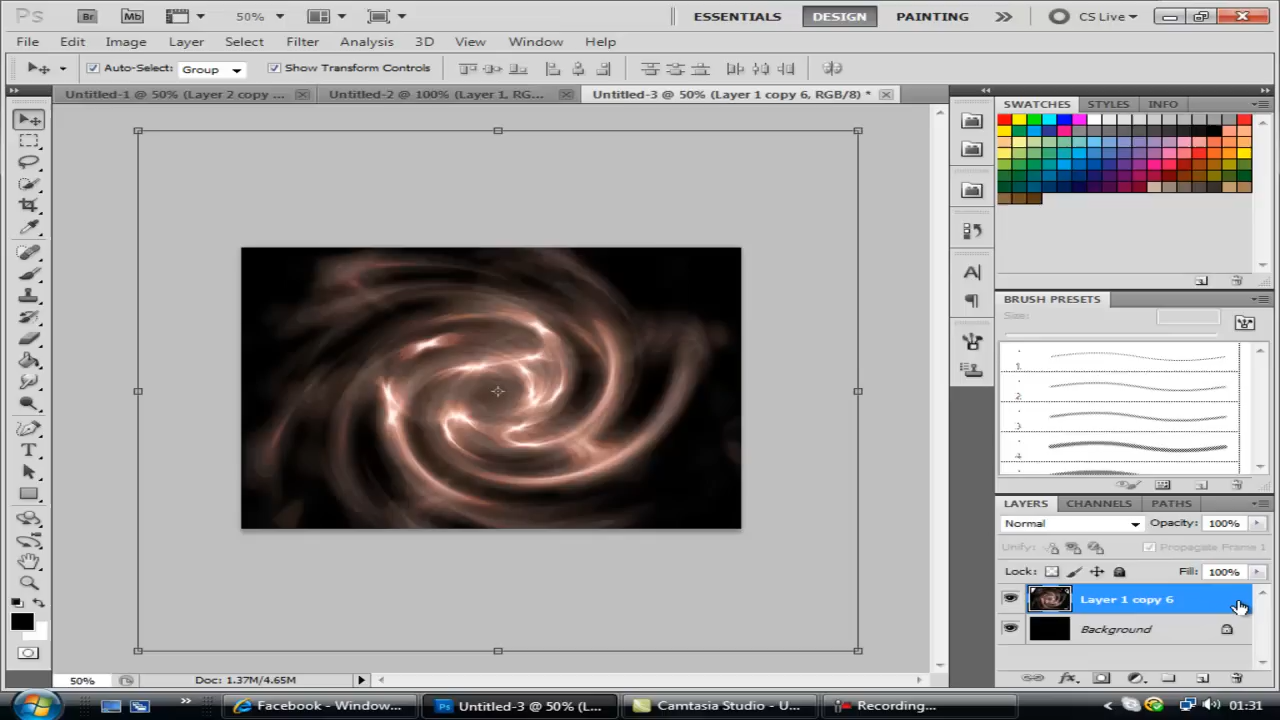 Ps Br Mb 50% ESSENTIALS DESIGN PAINTING CS Live
File Edit Image Layer Select Filter Analysis 3D View Window Help
Auto-Select: Group Show Transform Controls
Untitled-1 @ 50% (Layer 2 copy ... Untitled-2 @ 100% (Layer 1, RG... Untitled-3 @ 50% (Layer 1 copy 6, RGB/8) *
SWATCHES STYLES INFO
BRUSH PRESETS
Size:
1
2
3
4
LAYERS CHANNELS PATHS
Normal Opacity: 100%
Unify: Propagate Frame 1
Lock: Fill: 100%
Layer 1 copy 6
Background
50% Doc: 1.37M/4.65M
Facebook - Window... Untitled-3 @ 50% (L... Camtasia Studio - U... Recording... 01:31